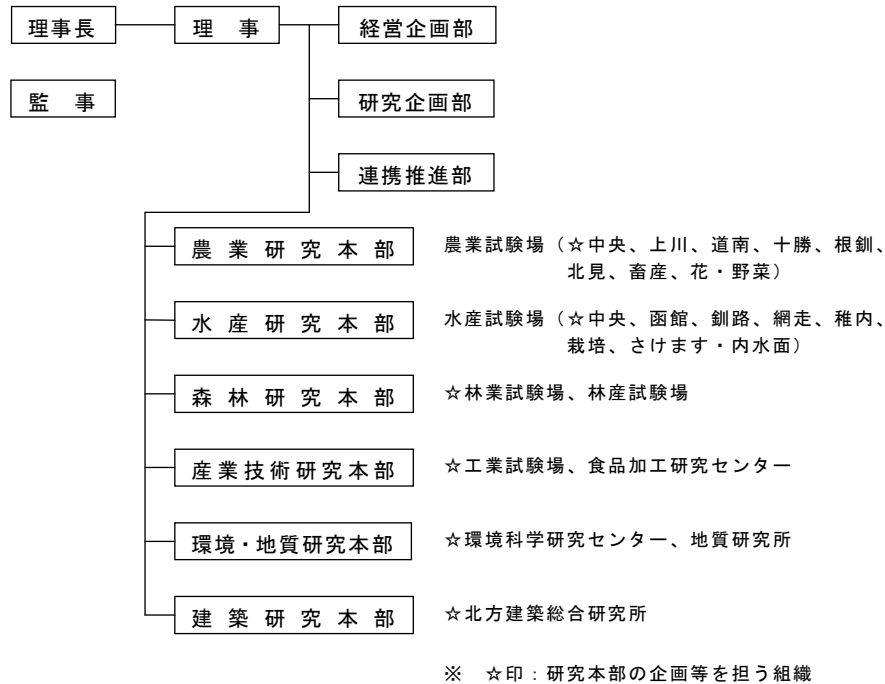 理事長
理 事
経営企画部
監 事
研究企画部
連携推進部
農業研究本部
農業試験場（☆中央、上川、道南、十勝、根釧、
北見、畜産、花・野菜）
水産研究本部
水産試験場（☆中央、函館、釧路、網走、稚内、
栽培、さけます・内水面）
森林研究本部
☆林業試験場、林産試験場
産業技術研究本部
☆工業試験場、食品加工研究センター
環境・地質研究本部
☆環境科学研究センター、地質研究所
建築研究本部
☆北方建築総合研究所
※ ☆印：研究本部の企画等を担う組織